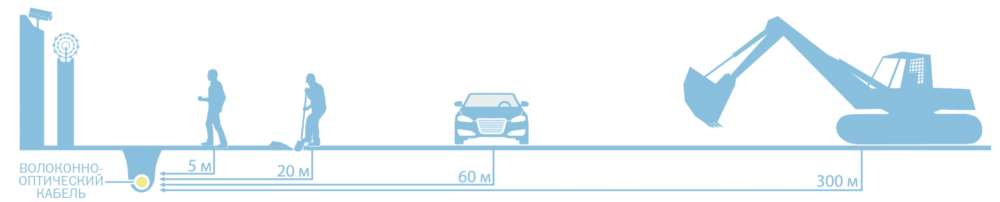 ВОЛОКОННО-
ОПТИЧЕСКИЙ
КАБЕЛЬ
5 м
20 м
60 м
300 м